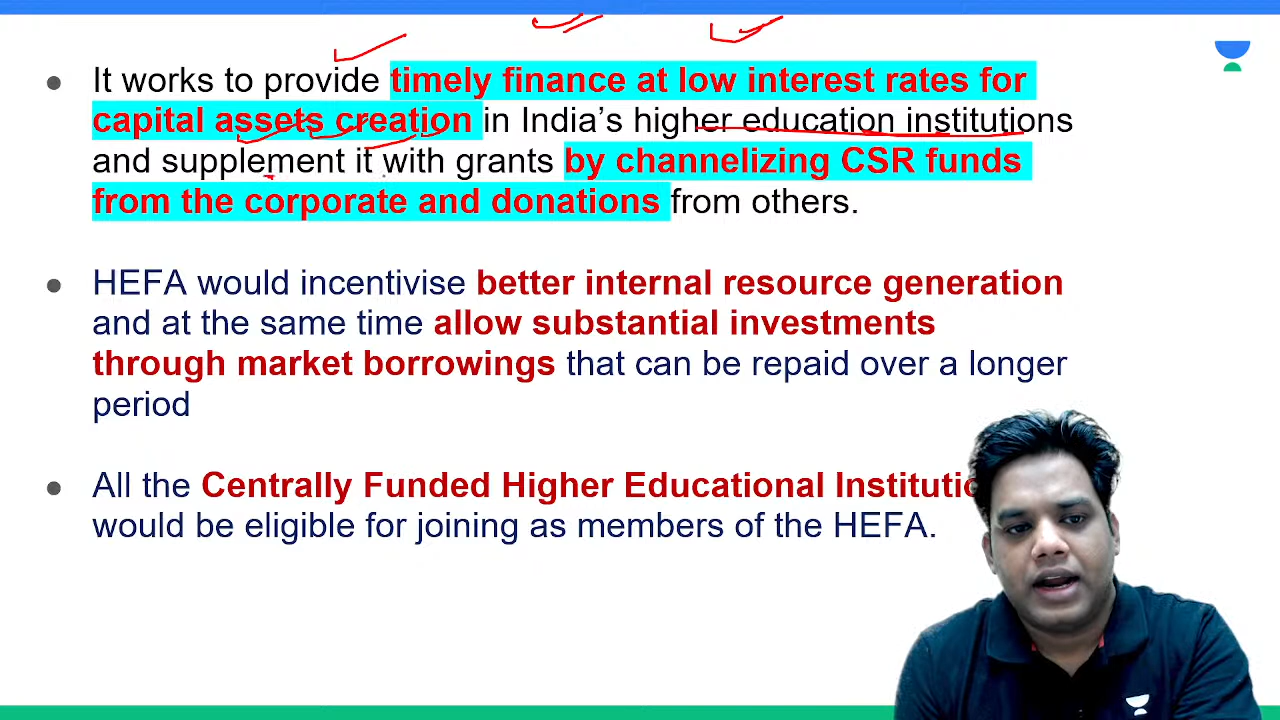 It works to provide timely finance at low interest rates for
capital assets creation in India's higher education institutions
and supplement it with grants by channelizing CSR funds
from the corporate and donations from others.
HEFA would incentivise better internal resource generation
and at the same time allow substantial investments
through market borrowings that can be repaid over a longer
period
All the Centrally Funded Higher Educational
would be eligible for joining as members of the HEFA.